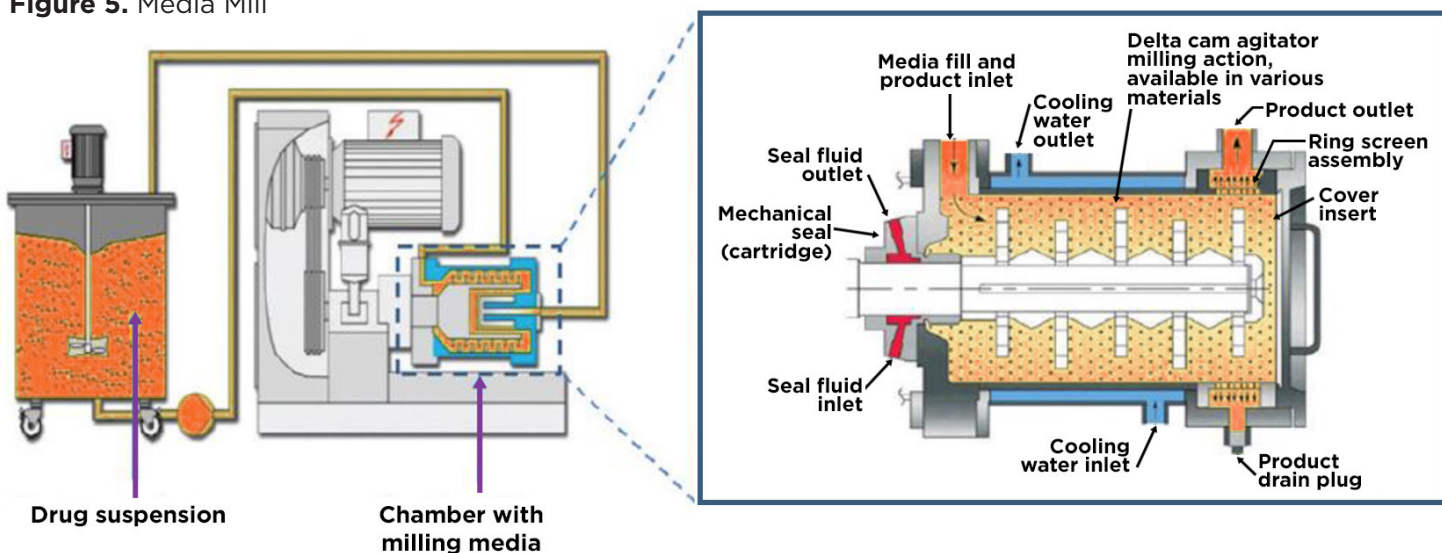 Figure 5. Media Mill
Media fill and
product inlet
Delta cam agitator
milling action,
available in various
materials
Cooling
water
outlet
Product outlet
Ring screen
assembly
Seal fluid
outlet
Cover
insert
Mechanical
seal
(cartridge)
Seal fluid
inlet
Cooling
water inlet
Product
drain plug
Drug suspension
Chamber with
milling media